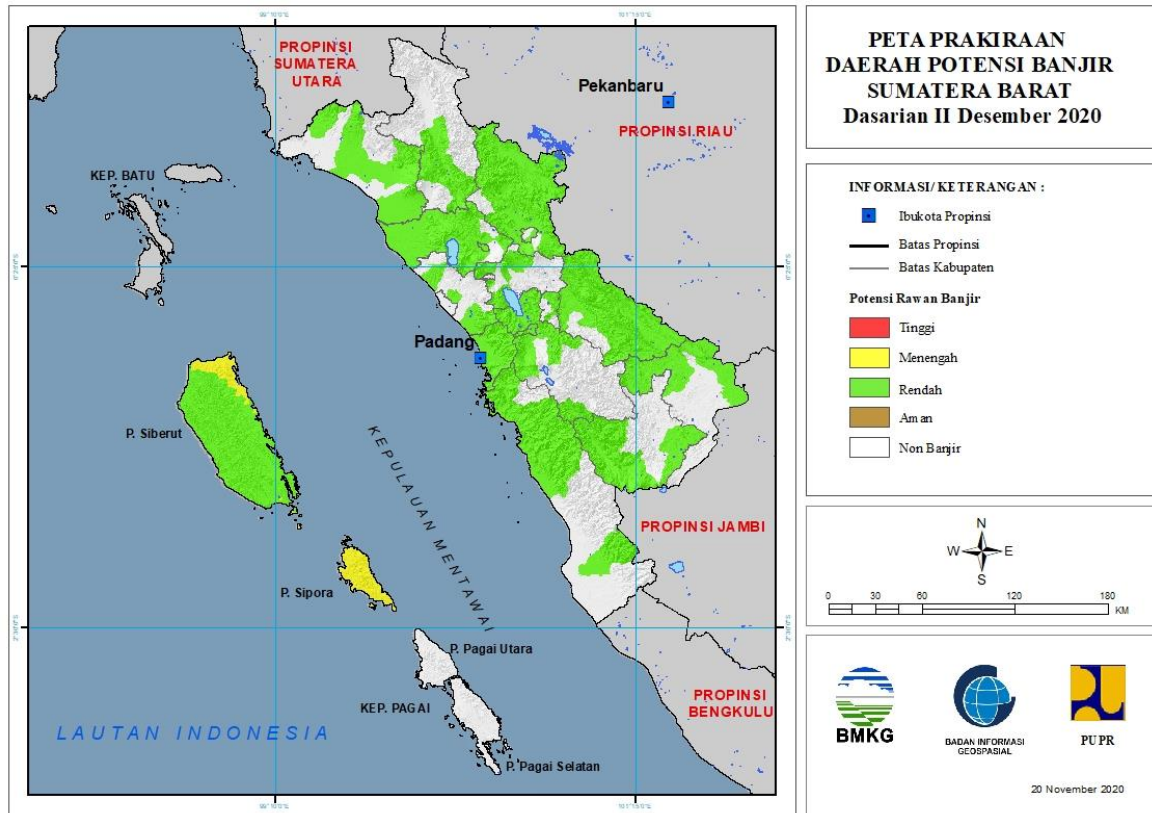 PETA PRAKIRAAN
DAERAH POTENSI BANJIR
SUMATERA BARAT
Dasarian II Desember 2020
INFORMASI/ KETERANGAN :
Ibukota Propinsi
Batas Propinsi
Batas Kabupaten
Potensi Rawan Banjir
Tinggi
Menengah
Rendah
Aman
Non Banjir
N
W E
S
0 30 60 120 180
KM
BMKG
BADAN INFORMASI
GEOSPASIAL
PUPR
20 November 2020
PROPINSI
SUMATERA
UTARA
Pekanbaru
PROPINSI RIAU
KEP. BATU
Padang
P. Siberut
KEPULAUAN MENTAWAI
PROPINSI JAMBI
P. Sipora
P. Pagai Utara
KEP. PAGAI
PROPINSI
BENGKULU
LAUTAN INDONESIA
P. Pagai Selatan